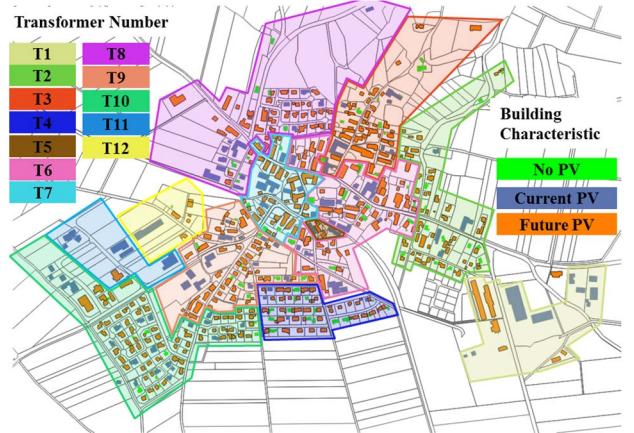 Transformer Number
T1
T2
T3
T4
T5
T6
T7
T8
T9
T10
T11
T12
Building
Characteristic
No PV
Current PV
Future PV